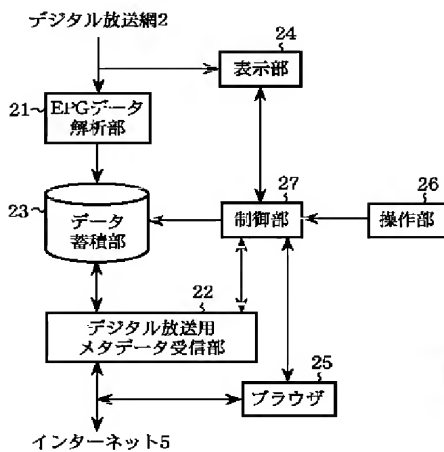 デジタル放送網2
24
表示部
21
EPGデータ
解析部
27
26
23
データ
蓄積部
制御部
操作部
22
デジタル放送用
メタデータ受信部
25
ブラウザ
インターネット5